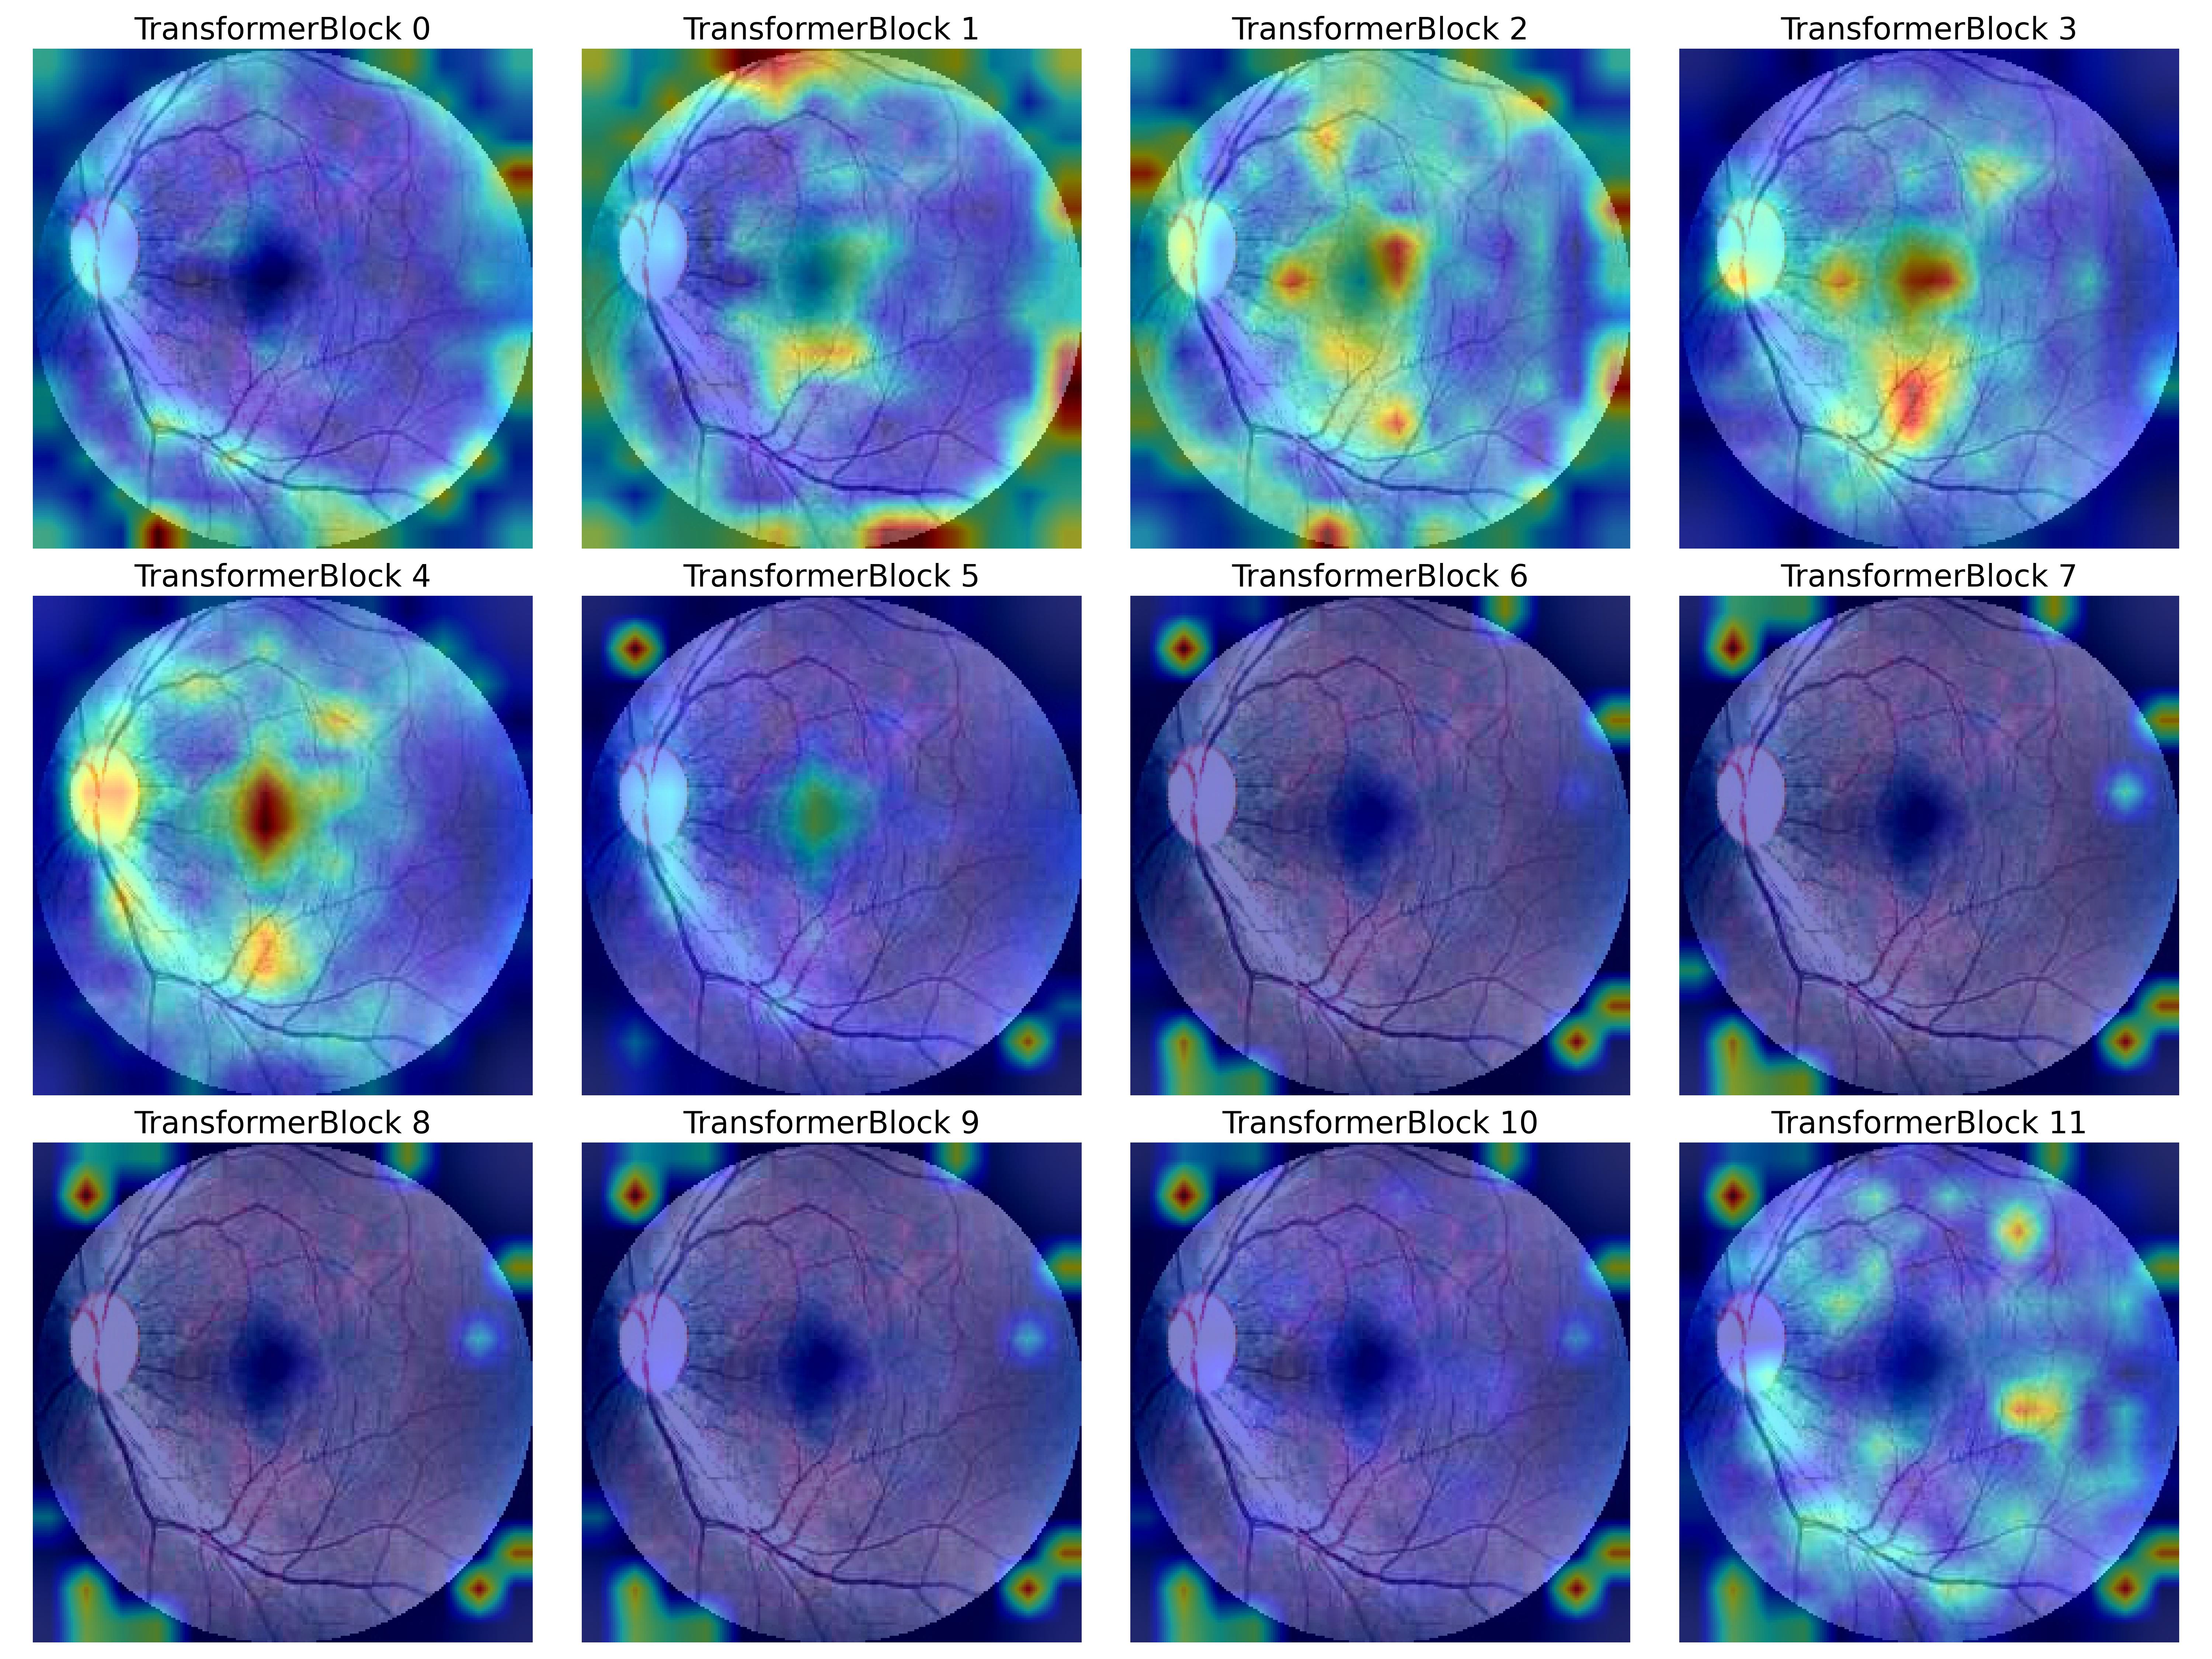 TransformerBlock 0
TransformerBlock 1
TransformerBlock 2
TransformerBlock 3
TransformerBlock 4
TransformerBlock 5
TransformerBlock 6
TransformerBlock 7
TransformerBlock 8
TransformerBlock 9
TransformerBlock 10
TransformerBlock 11